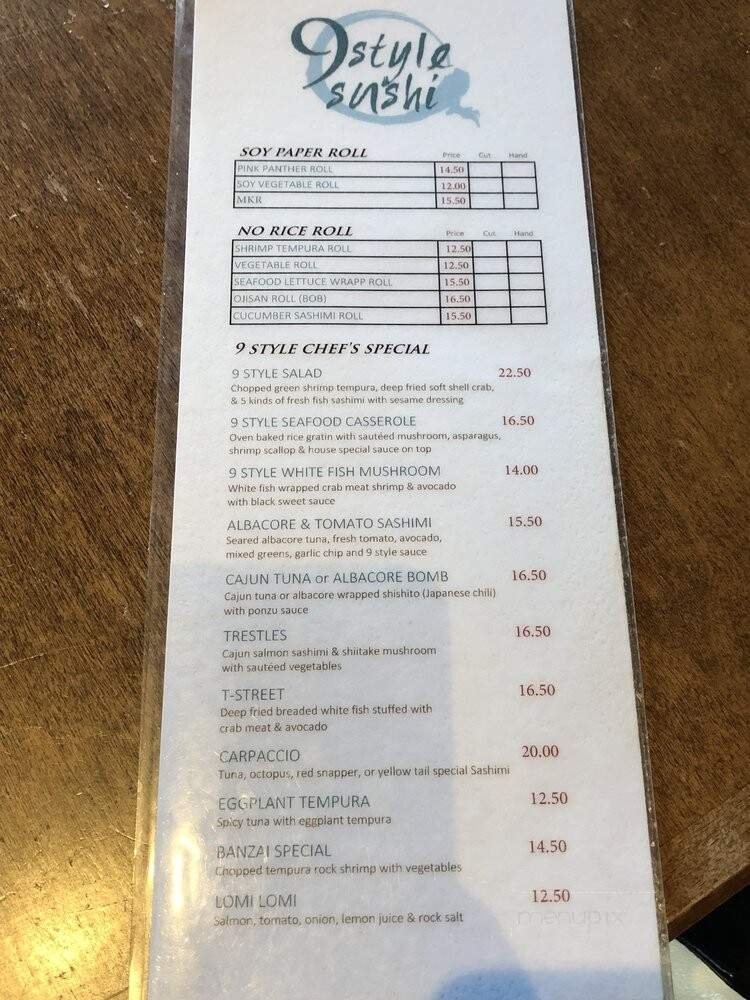 9style
sushi
SOY PAPER ROLL Price Cut Hand
PINK PANTHER ROLL 14.50
SOY VEGETABLE ROLL 12.00
MKR 15.50
NO RICE ROLL Price Cut Hand
SHRIMP TEMPURA ROLL 12.50
VEGETABLE ROLL 12.50
SEAFOOD LETTUCE WRAPP ROLL 15.50
OJISAN ROLL (BOB) 16.50
CUCUMBER SASHIMI ROLL 15.50
9 STYLE CHEF'S SPECIAL
9 STYLE SALAD 22.50
Chopped green shrimp tempura, deep fried soft shell crab,
& 5 kinds of fresh fish sashimi with sesame dressing
9 STYLE SEAFOOD CASSEROLE 16.50
Oven baked rice gratin with sautéed mushroom, asparagus,
shrimp scallop & house special sauce on top
9 STYLE WHITE FISH MUSHROOM 14.00
White fish wrapped crab meat shrimp & avocado
with black sweet sauce
ALBACORE & TOMATO SASHIMI 15.50
Seared albacore tuna, fresh tomato, avocado,
mixed greens, garlic chip and 9 style sauce
CAJUN TUNA or ALBACORE BOMB 16.50
Cajun tuna or albacore wrapped shishito (Japanese chili)
with ponzu sauce
TRESTLES 16.50
Cajun salmon sashimi & shiitake mushroom
with sautéed vegetables
T-STREET 16.50
Deep fried breaded white fish stuffed with
crab meat & avocado
CARPACCIO 20.00
Tuna, octopus, red snapper, or yellow tail special Sashimi
EGGPLANT TEMPURA 12.50
Spicy tuna with eggplant tempura
BANZAI SPECIAL 14.50
Chopped tempura rock shrimp with vegetables
LOMI LOMI 12.50
Salmon, tomato, onion, lemon juice & rock salt
menupix